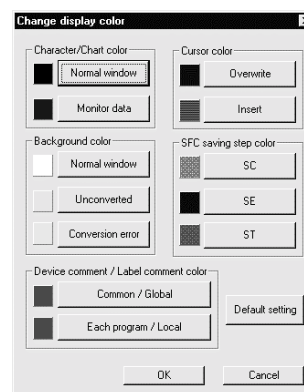 Change display color
Character/Chart color
Normal window
Monitor data
Cursor color
Overwrite
Insert
Background color
Normal window
Unconverted
Conversion error
SFC saving step color
SC
SE
ST
Device comment / Label comment color
Common / Global
Each program / Local
Default setting
OK
Cancel